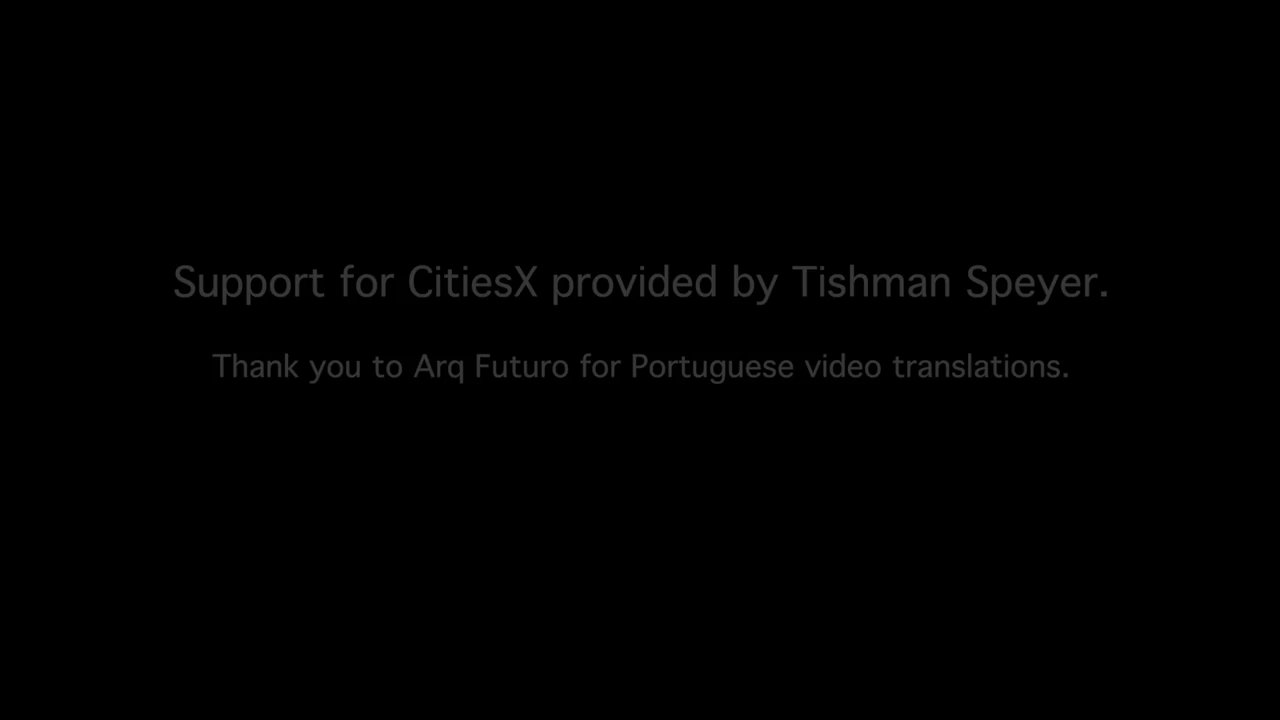 Support for CitiesX provided by Tishman Speyer.
Thank you to Arq Futuro for Portuguese video translations.